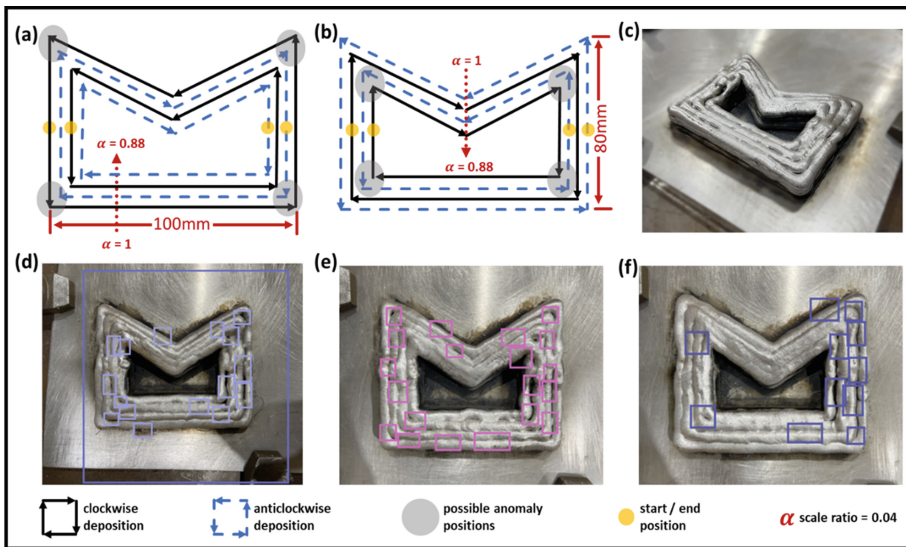 (a)
(b)
(c)
α = 1
α = 0.88
80mm
α = 0.88
100mm
α = 1
(d)
(e)
(f)
clockwise
deposition
anticlockwise
deposition
possible anomaly
positions
start / end
position
α scale ratio = 0.04